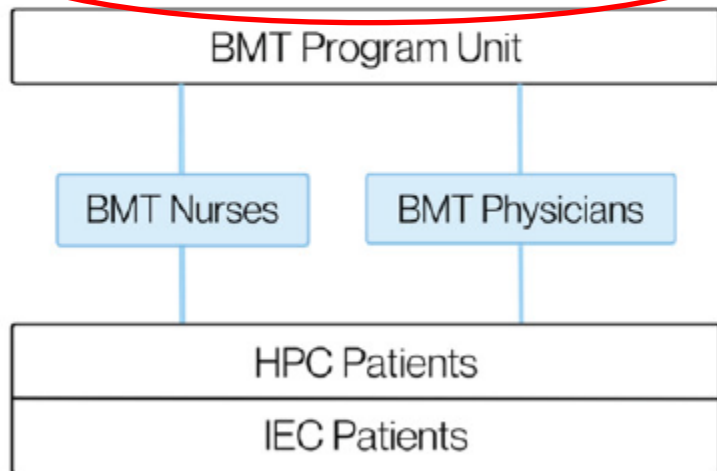 BMT Program Unit
BMT Nurses
BMT Physicians
HPC Patients
IEC Patients